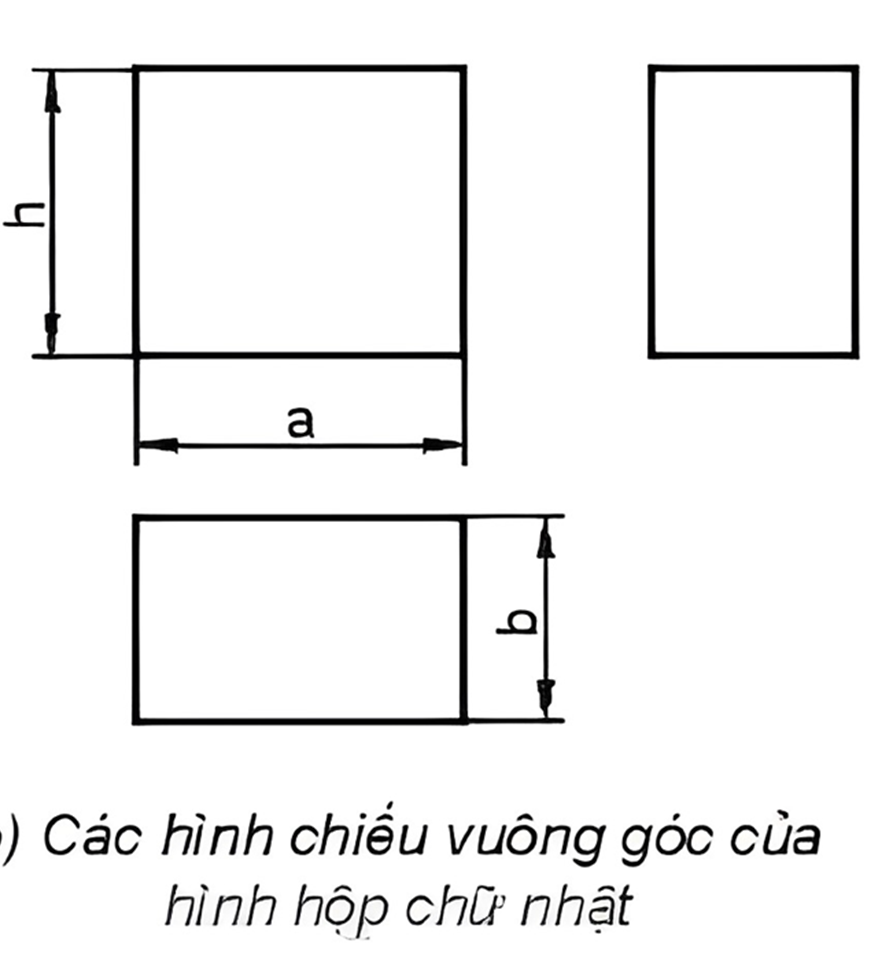 h
a
b
) Các hình chiếu vuông góc của
hình hộp chữ nhật